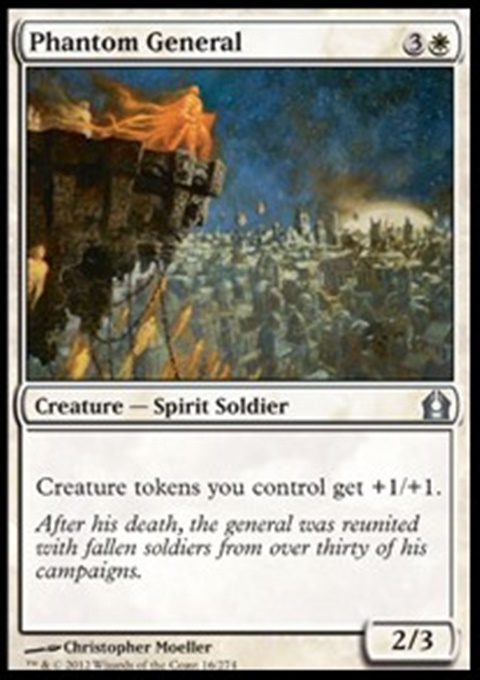 Phantom General 3
Creature — Spirit Soldier
Creature tokens you control get +1/+1.
After his death, the general was reunited
with fallen soldiers from over thirty of his
campaigns.
Christopher Moeller
2/3
™ & © 2012 Wizards of the Coast 16/274